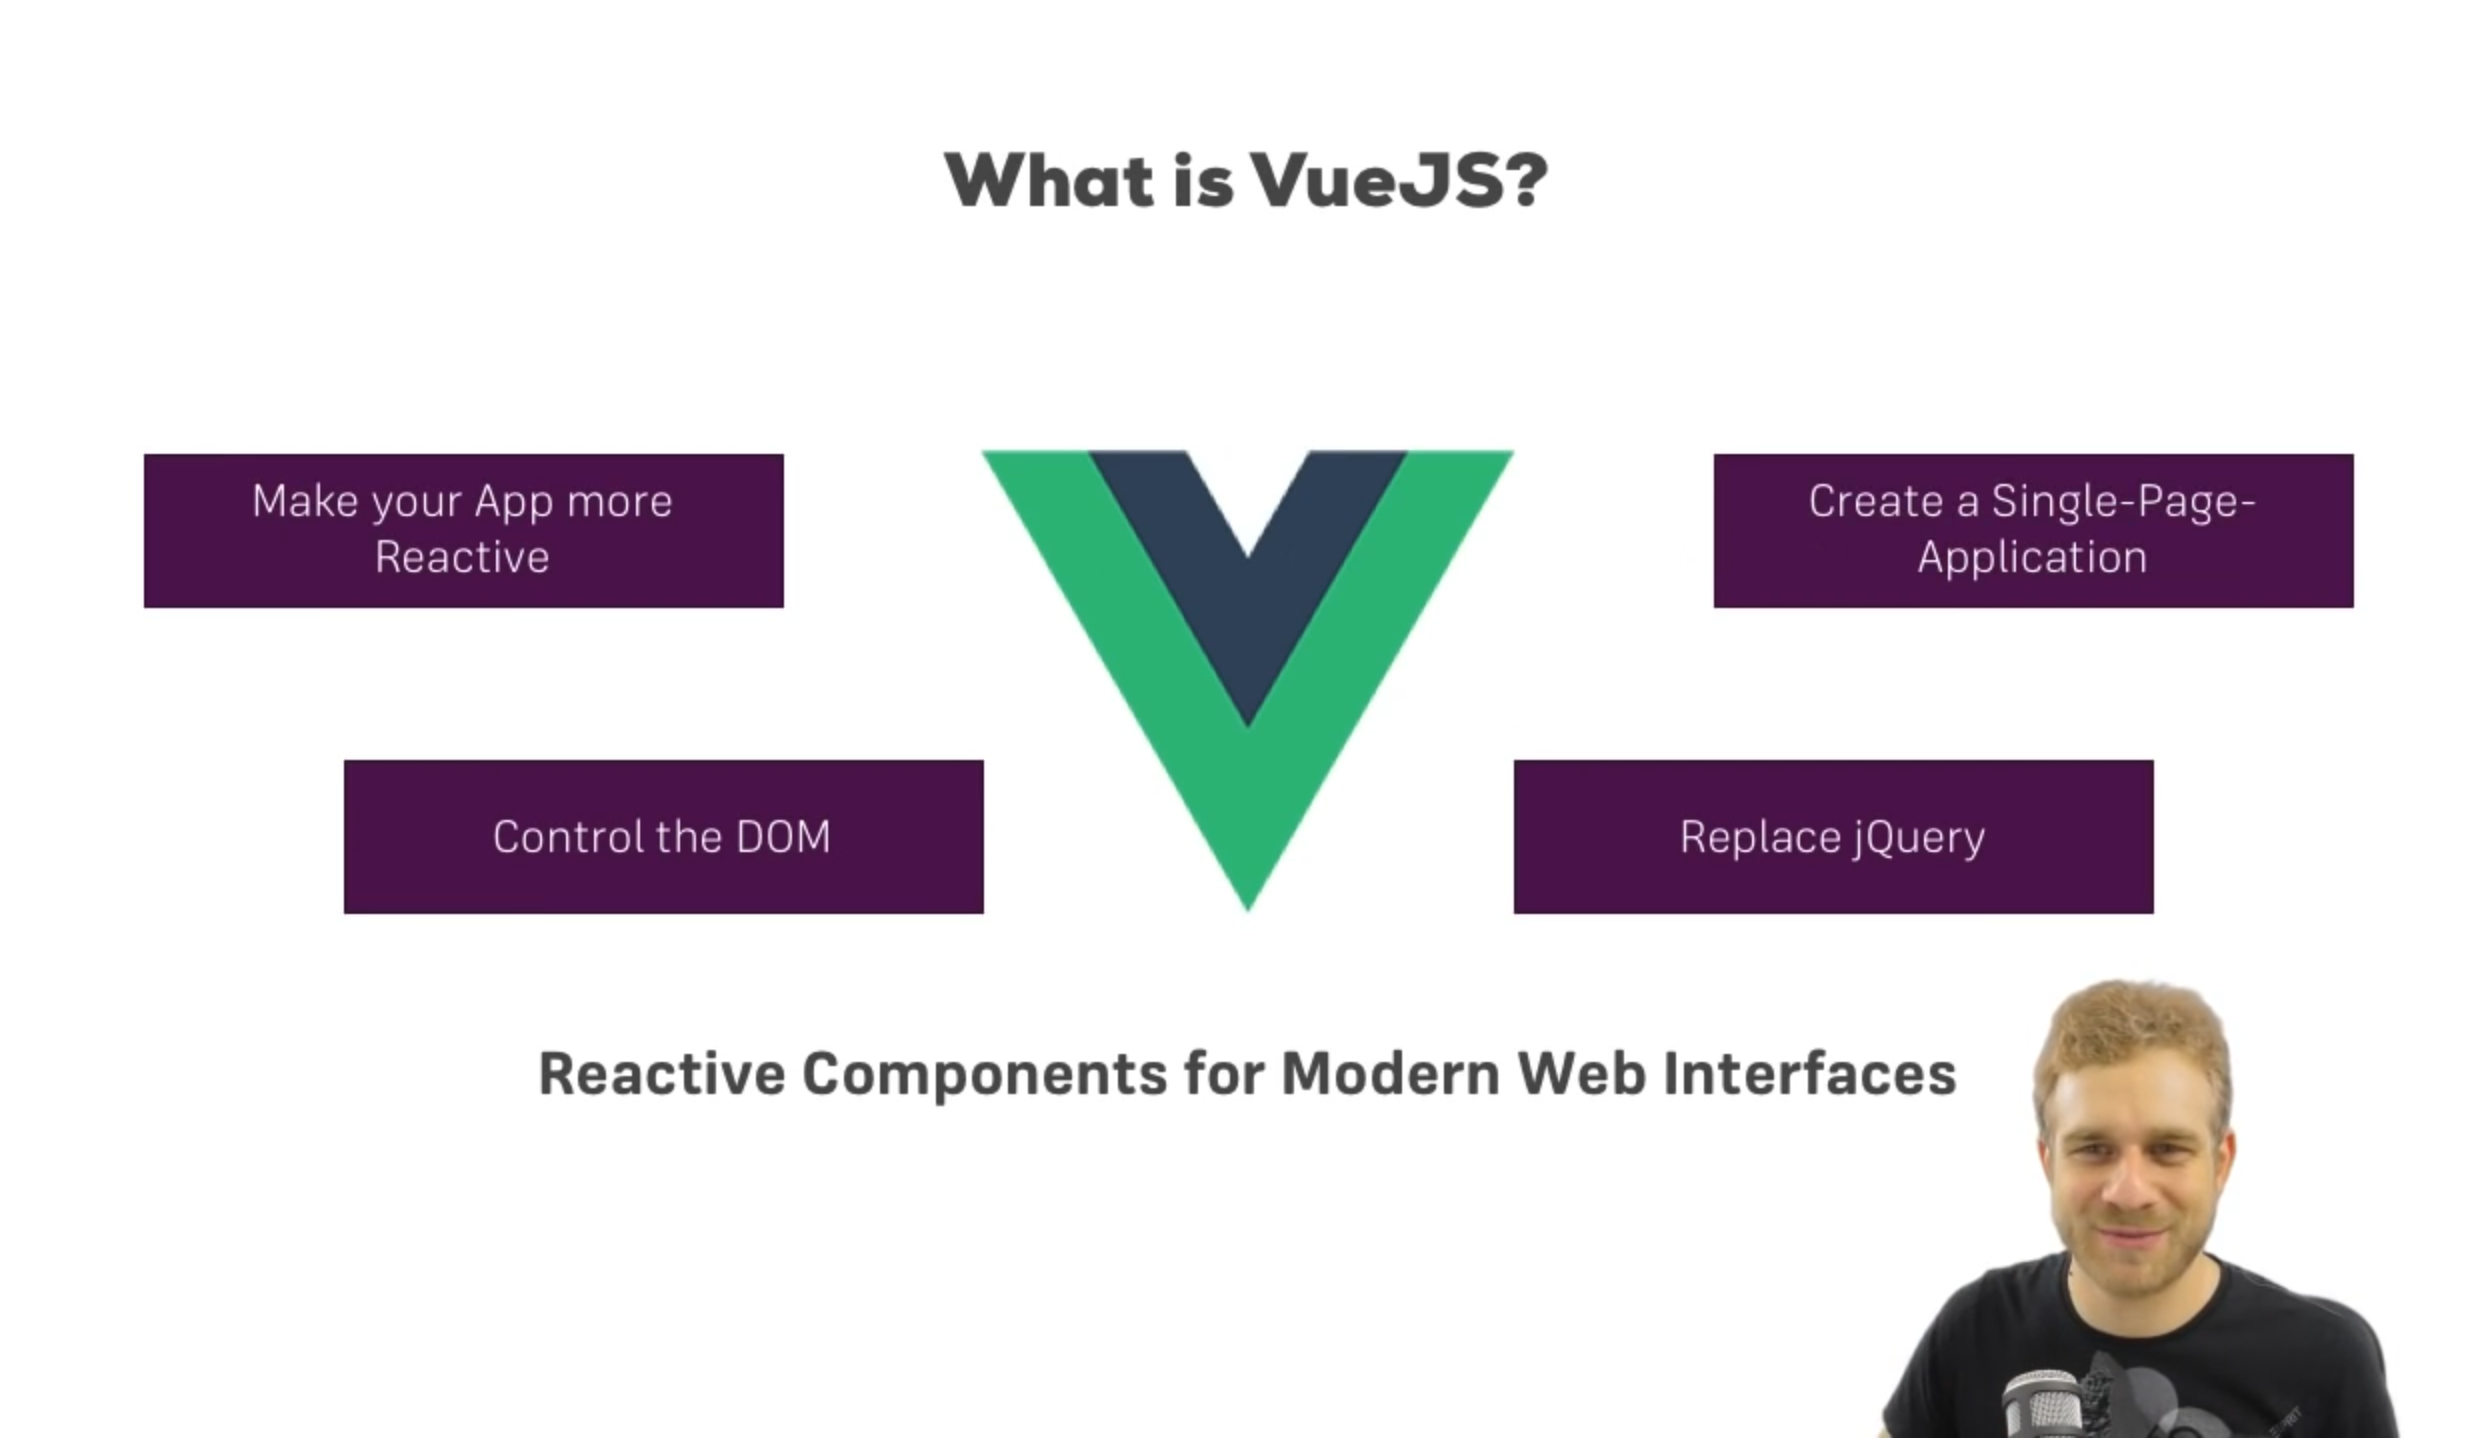 What is VueJS?
Make your App more
Reactive
Create a Single-Page-
Application
Control the DOM
Replace jQuery
Reactive Components for Modern Web Interfaces